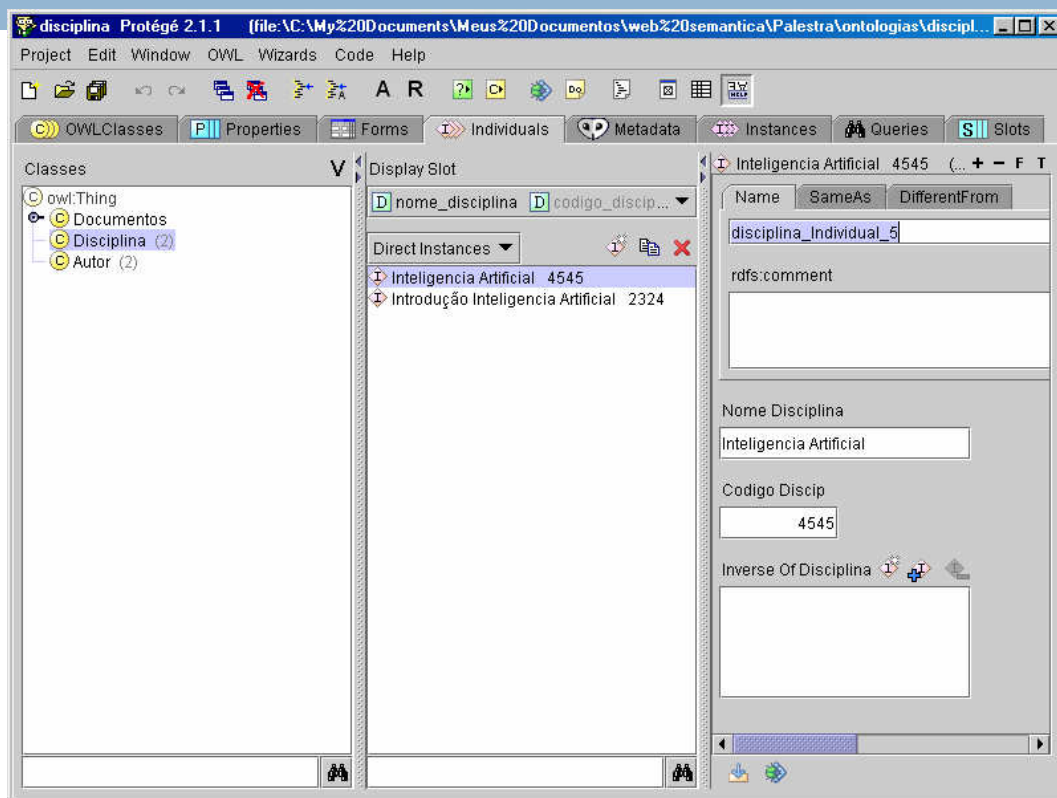 disciplina Protégé 2.1.1 (file:\C:\My%20Documents\Meus%20Documentos\web%20semantica\Palestra\ontologias\discipl...
Project Edit Window OWL Wizards Code Help
OWLClasses Properties Forms Individuals Metadata Instances Queries Slots
Classes V
owl:Thing
Documentos
Disciplina (2)
Autor (2)
Display Slot
nome_disciplina codigo_discip...
Direct Instances
Inteligencia Artificial 4545
Introdução Inteligencia Artificial 2324
Inteligencia Artificial 4545 (... + − F T
Name SameAs DifferentFrom
disciplina_Individual_5
rdfs:comment
Nome Disciplina
Inteligencia Artificial
Codigo Discip
4545
Inverse Of Disciplina